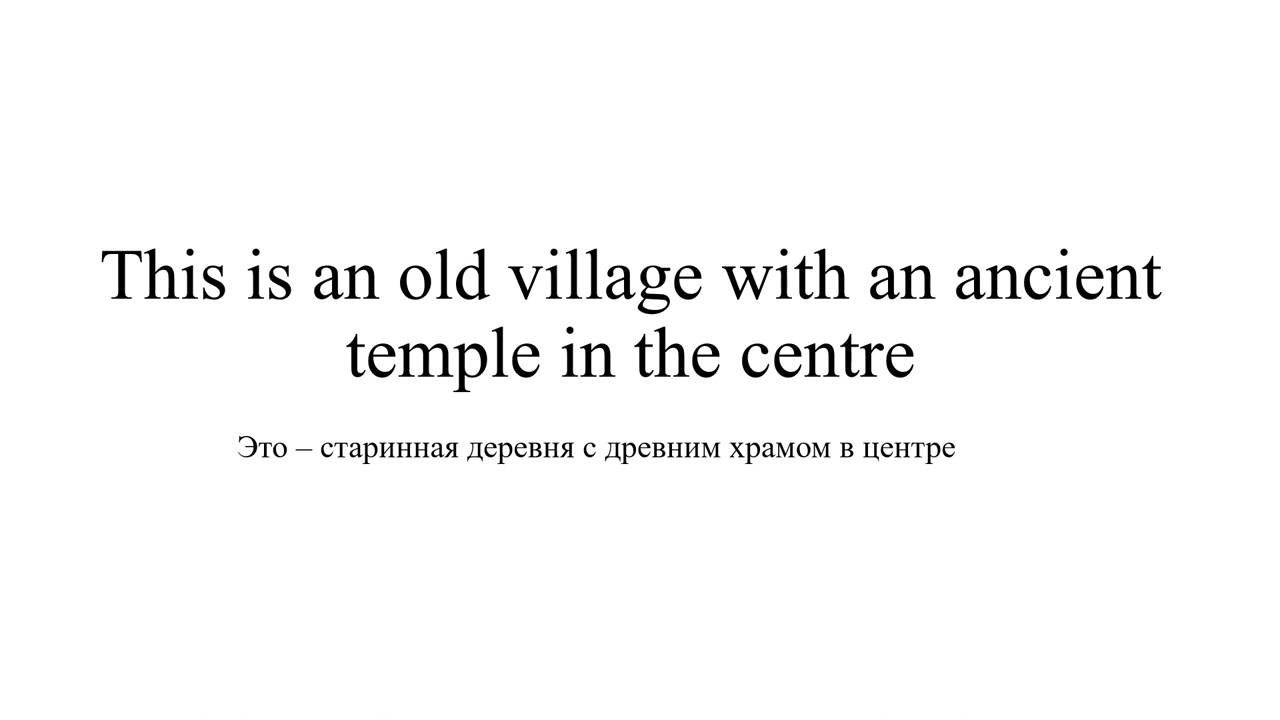 This is an old village with an ancient
temple in the centre
Это – старинная деревня с древним храмом в центре